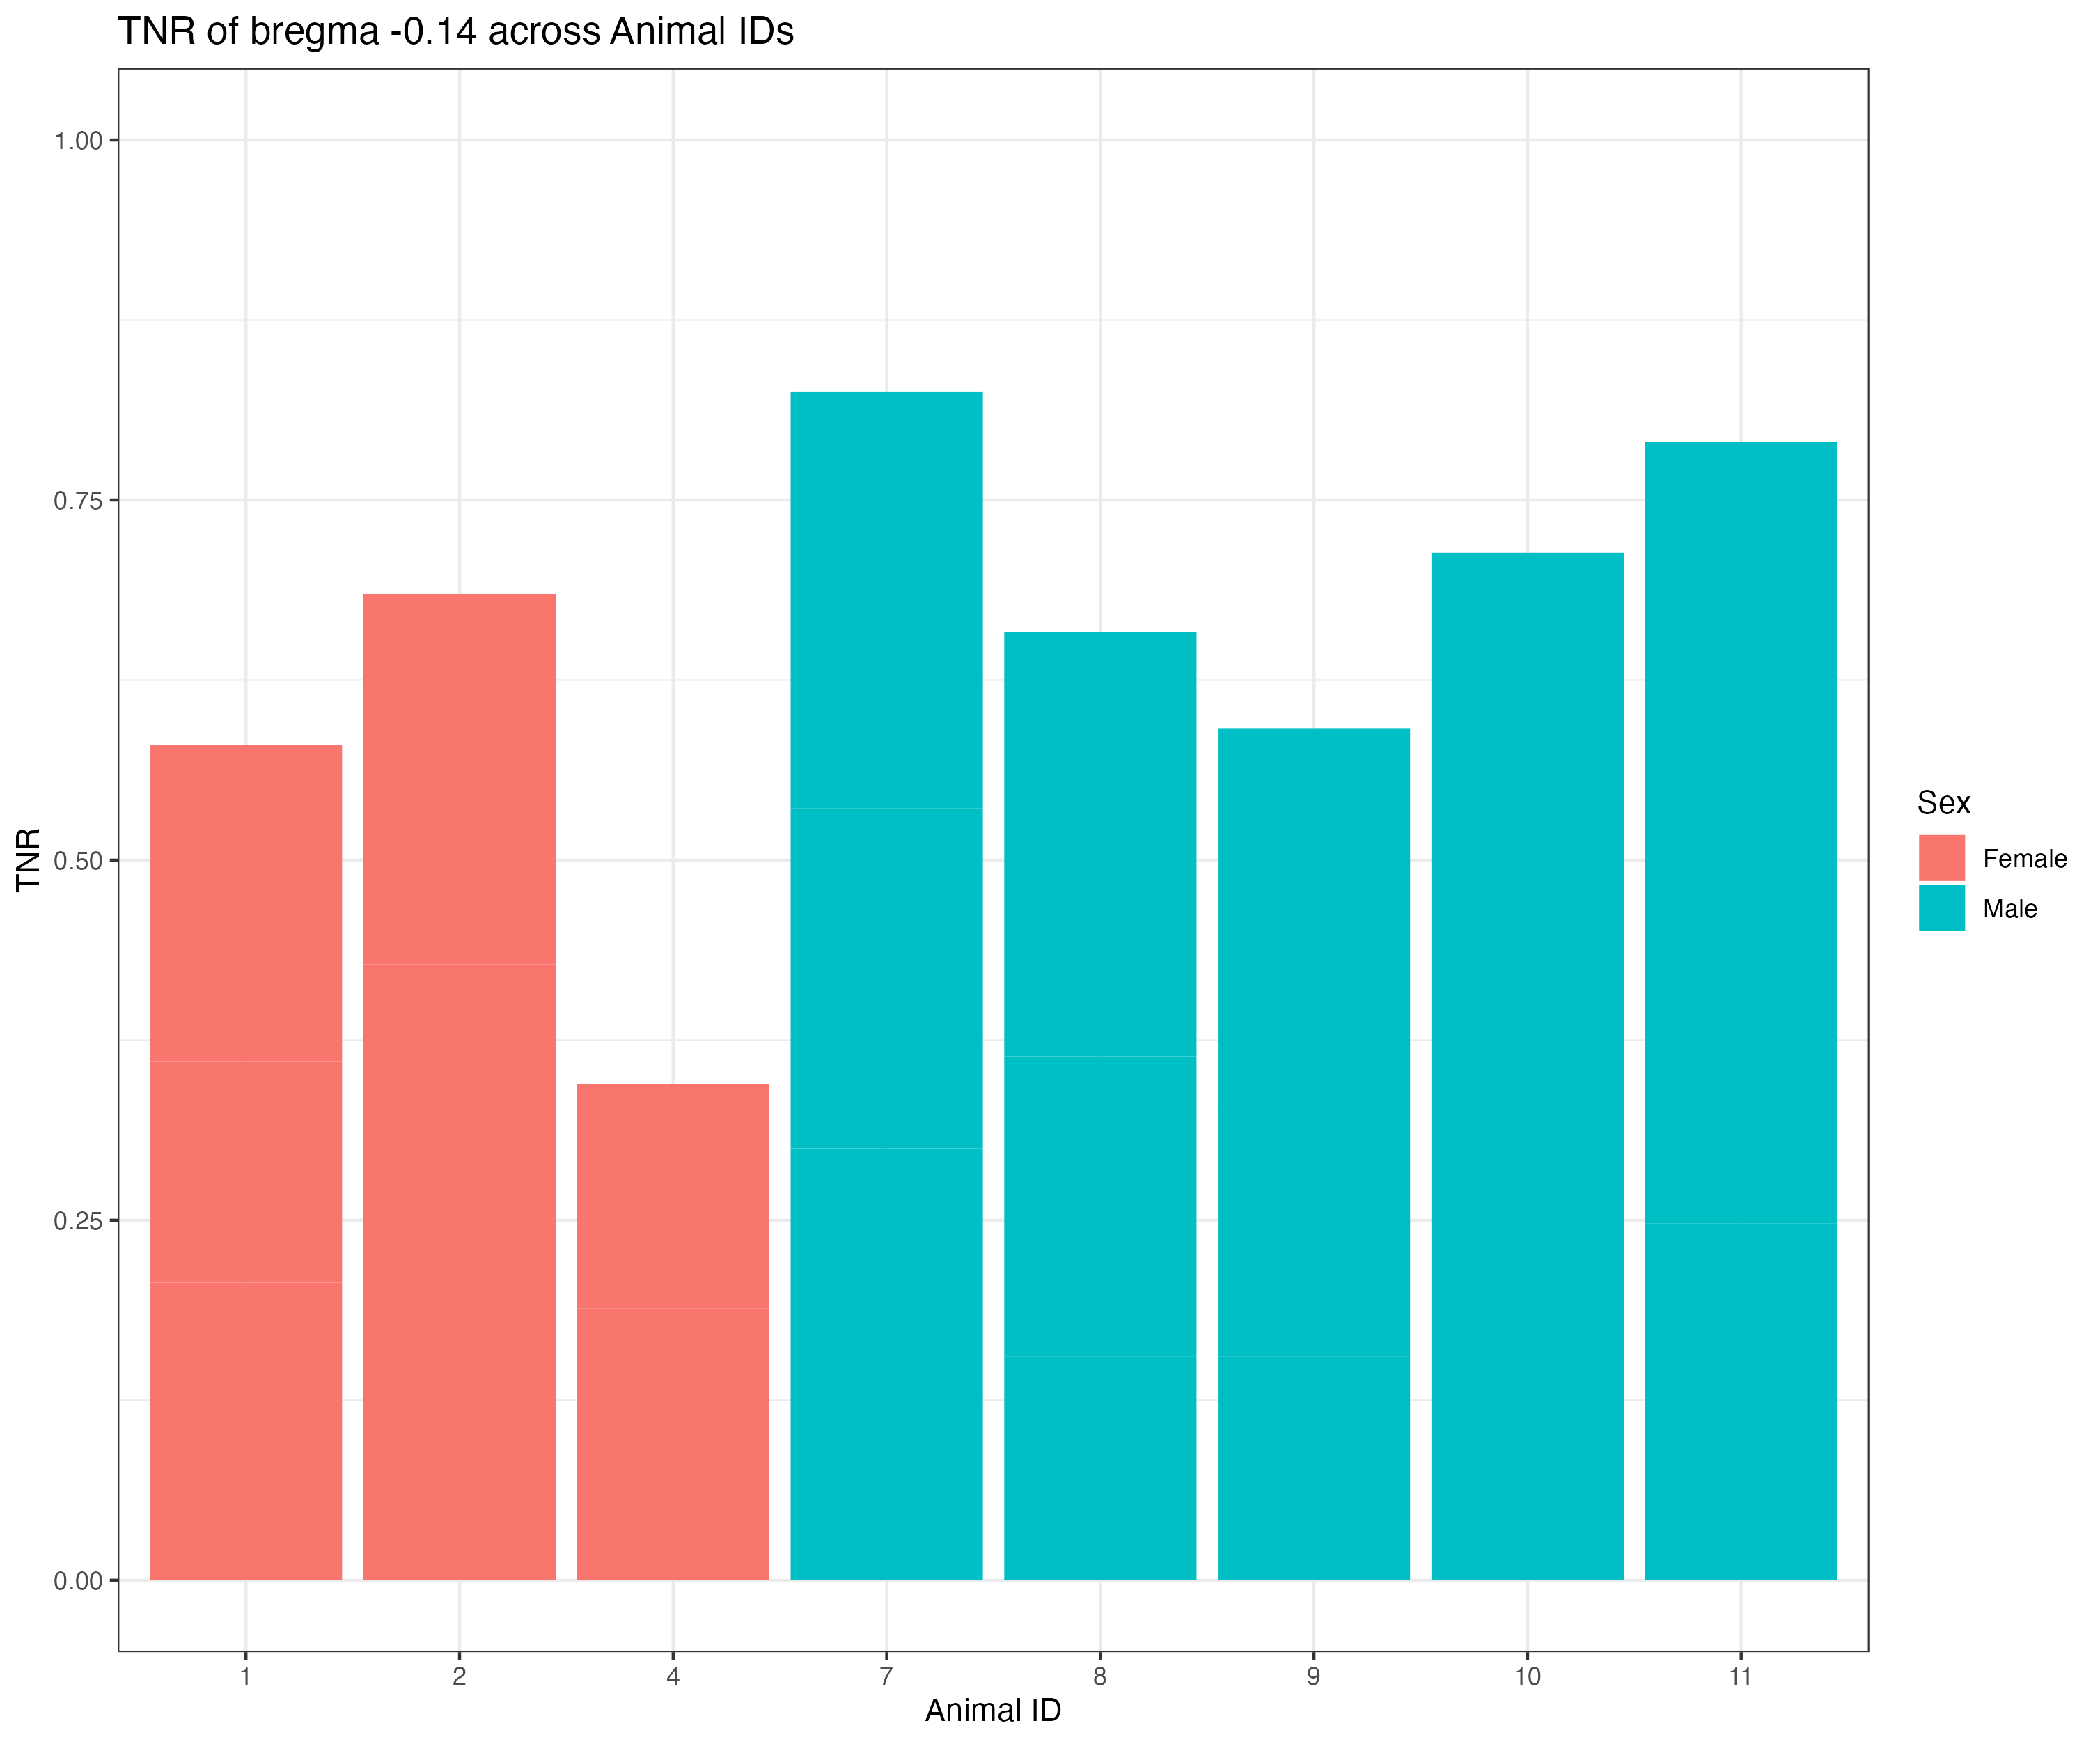 TNR of bregma -0.14 across Animal IDs
1.00
0.75
0.50
0.25
0.00
TNR
1 2 4 7 8 9 10 11
Animal ID
Sex
Female
Male